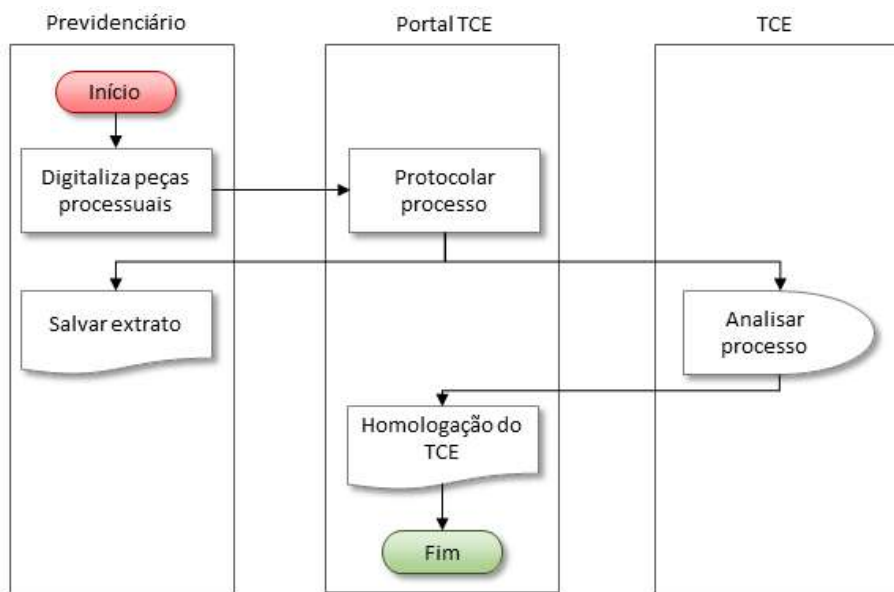 Previdenciário
Portal TCE
TCE
Início
Digitaliza peças
processuais
Protocolar
processo
Salvar extrato
Analisar
processo
Homologação do
TCE
Fim